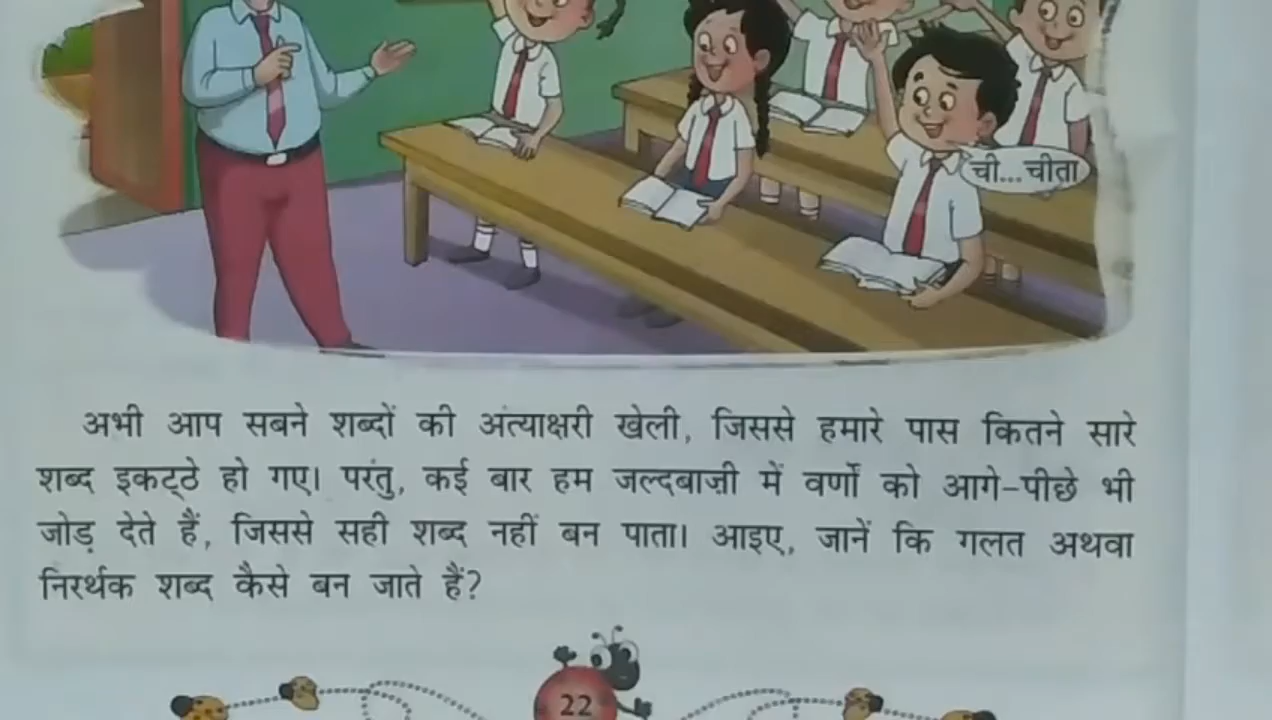 ची...चीता
अभी आप सबने शब्दों की अंत्याक्षरी खेली, जिससे हमारे पास कितने सारे
शब्द इकट्ठे हो गए। परंतु, कई बार हम जल्दबाज़ी में वर्णों को आगे-पीछे भी
जोड़ देते हैं, जिससे सही शब्द नहीं बन पाता। आइए, जानें कि गलत अथवा
निरर्थक शब्द कैसे बन जाते हैं?
22